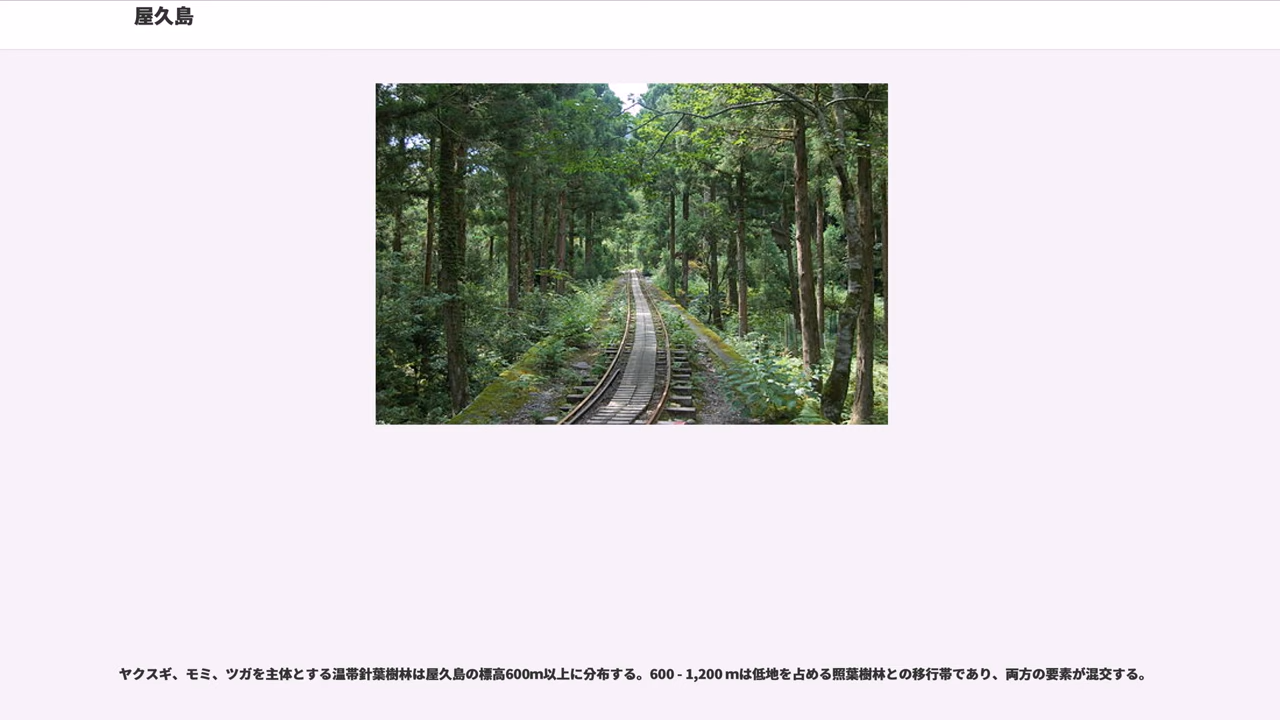 屋久島
ヤクスギ、モミ、ツガを主体とする温帯針葉樹林は屋久島の標高600m以上に分布する。600 - 1,200 mは低地を占める照葉樹林との移行帯であり、両方の要素が混交する。